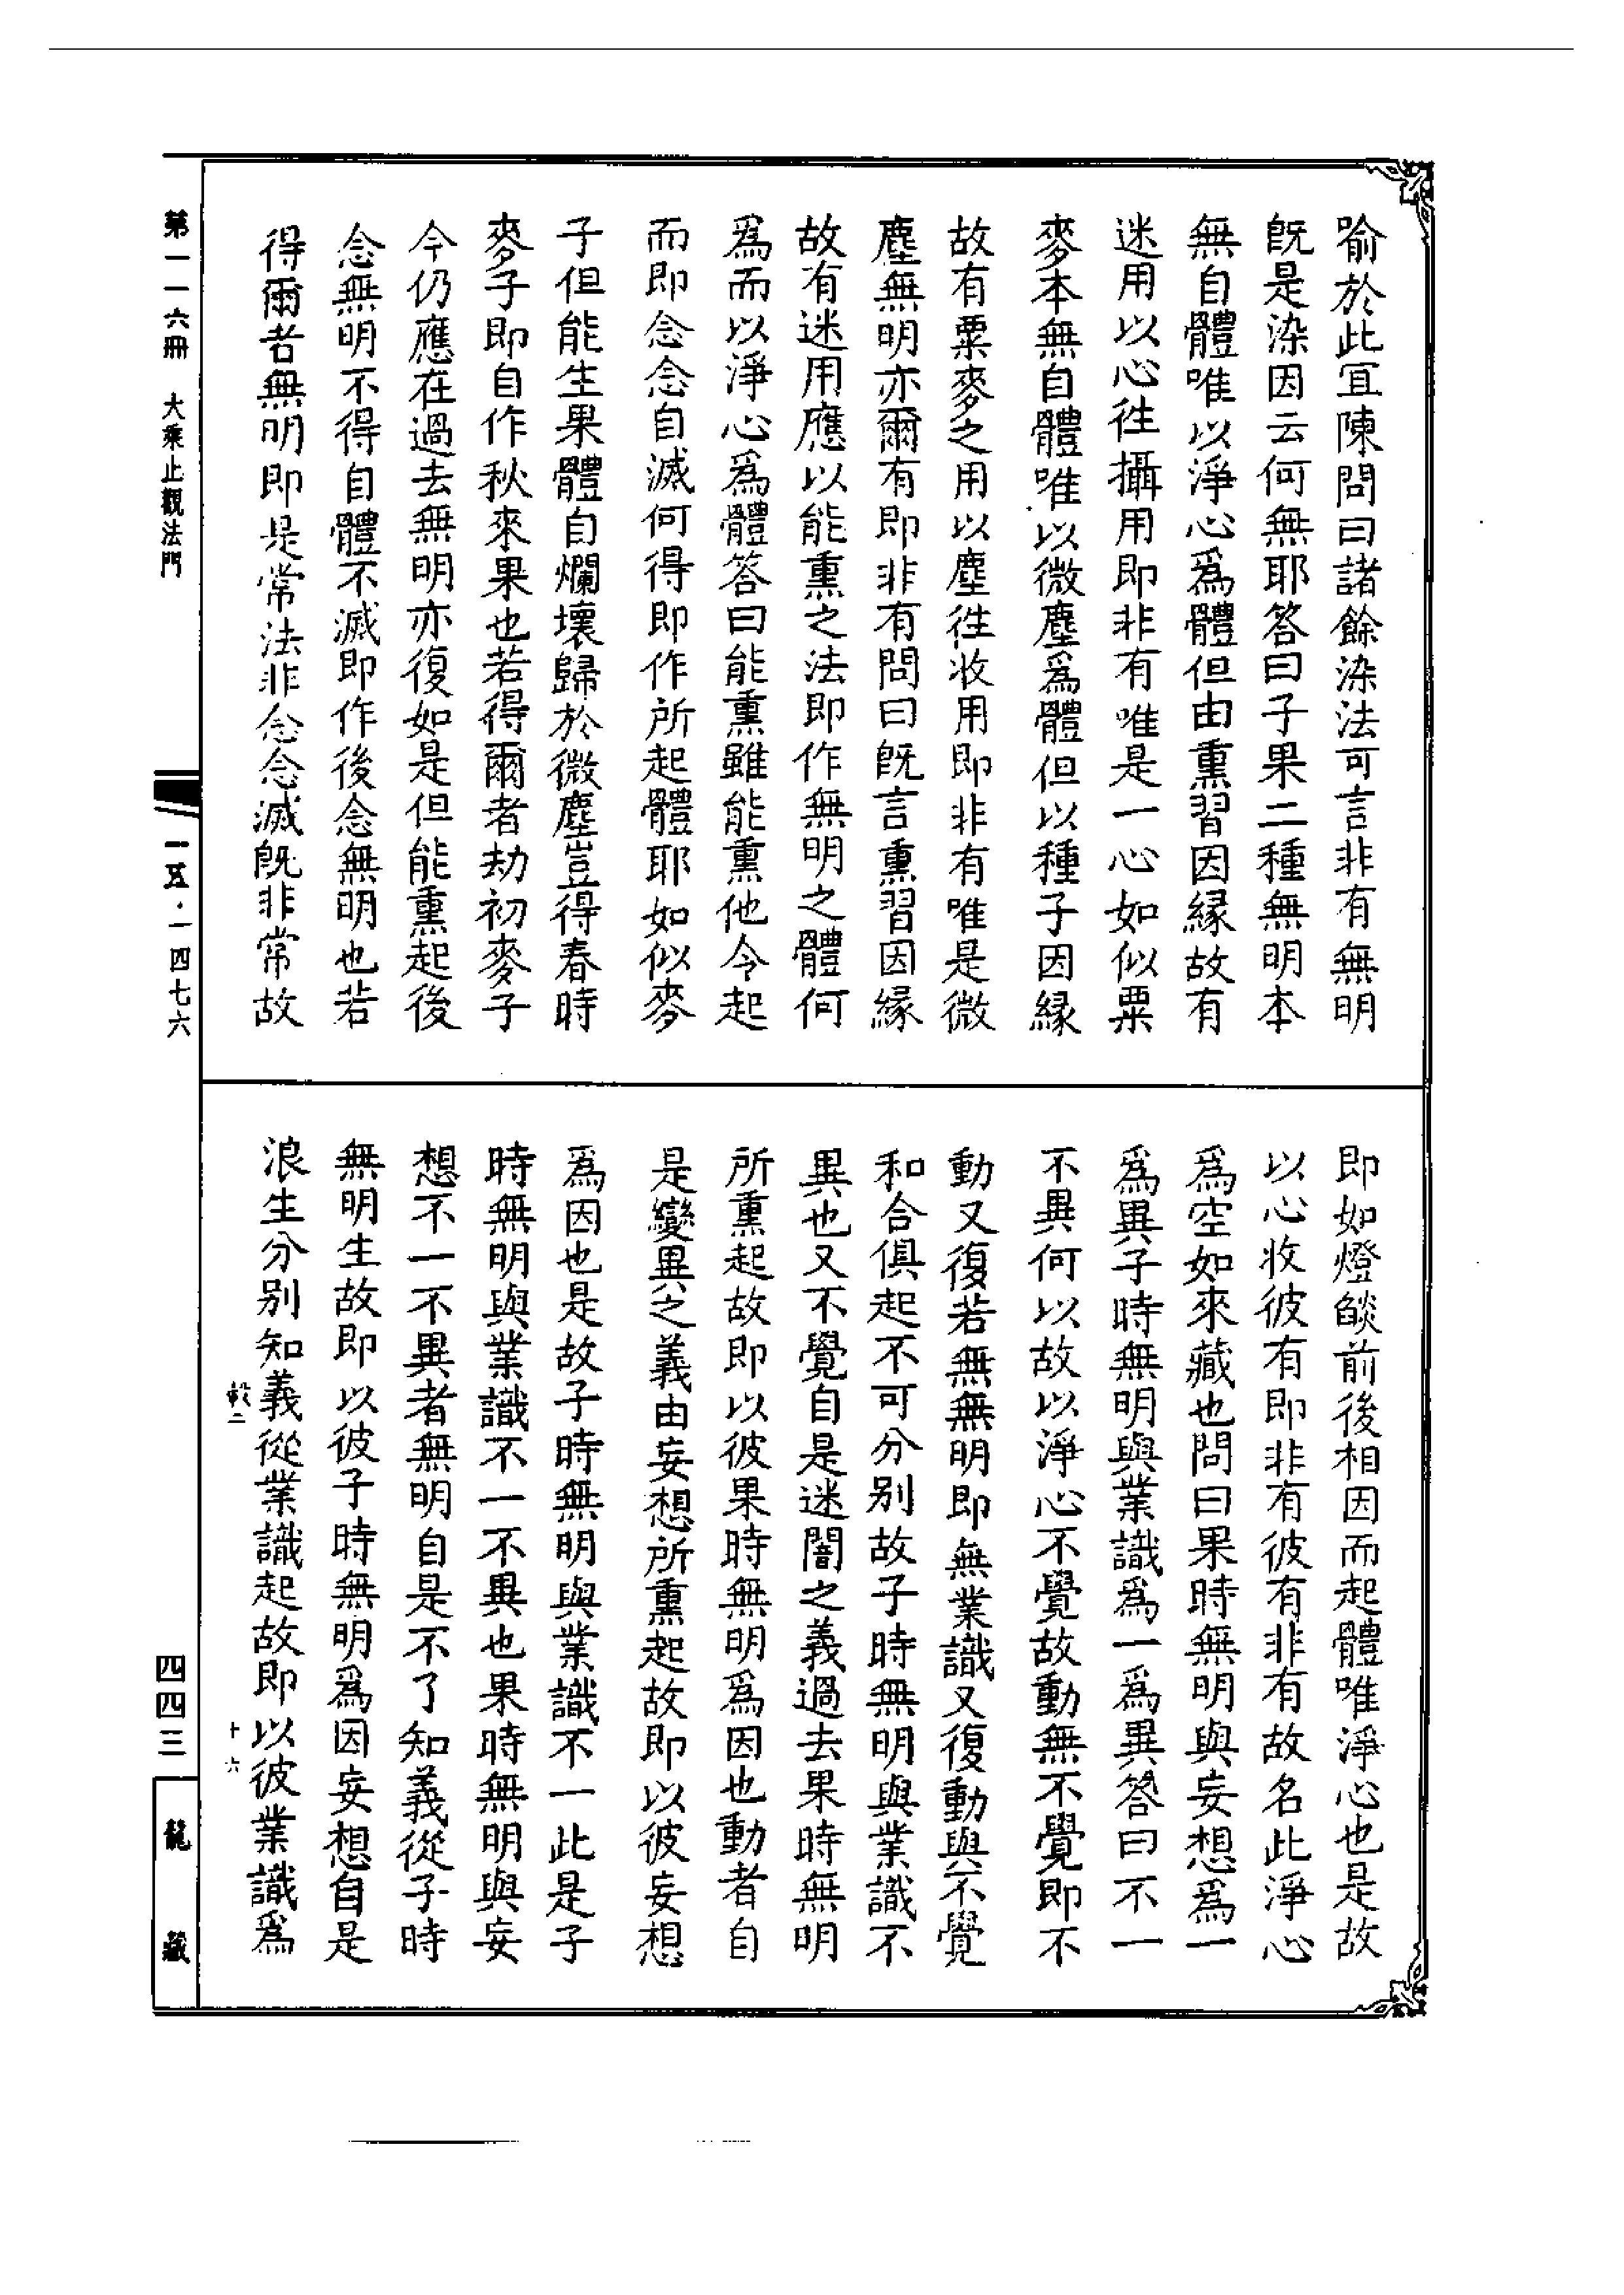 喻於此宜陳問曰諸餘染法可言非有無明
旣是染因云何無耶答曰子果二種無明本
無自體唯以淨心爲體但由熏習因緣故有
迷用以心往攝用即非有唯是一心如似粟
麥本無自體唯以微塵爲體但以種子因緣
故有粟麥之用以塵往收用即非有唯是微
塵無明亦爾有即非有問曰旣言熏習因緣
故有迷用應以能熏之法即作無明之體何
爲而以淨心爲體答曰能熏雖能熏他令起
而即念念自滅何得即作所起體耶如似麥
子但能生果體自爛壞歸於微塵豈得春時
麥子即自作秋來果也若得爾者劫初麥子
今仍應在過去無明亦復如是但能熏起後
念無明不得自體不滅即作後念無明也若
得爾者無明即是常法非念念滅旣非常故
即如燈𦦨前後相因而起體唯淨心也是故
以心收彼有即非有彼有非有故名此淨心
爲空如來藏也問曰果時無明與妄想爲一
爲異子時無明與業識爲一爲異答曰不一
不異何以故以淨心不覺故動無不覺即不
動又復若無無明即無業識又復動與不覺
和合俱起不可分別故子時無明與業識不
異也又不覺自是迷闇之義過去果時無明
所熏起故即以彼果時無明爲因也動者自
是變異之義由妄想所熏起故即以彼妄想
爲因也是故子時無明與業識不一此是子
時無明與業識不一不異也果時無明與妄
想不一不異者無明自是不了知義從子時
無明生故即以彼子時無明爲因妄想自是
浪生分別知義從業識起故即以彼業識爲
十六
第一一六冊 大乘止觀法門
一五·一四七六
四四三
龍藏